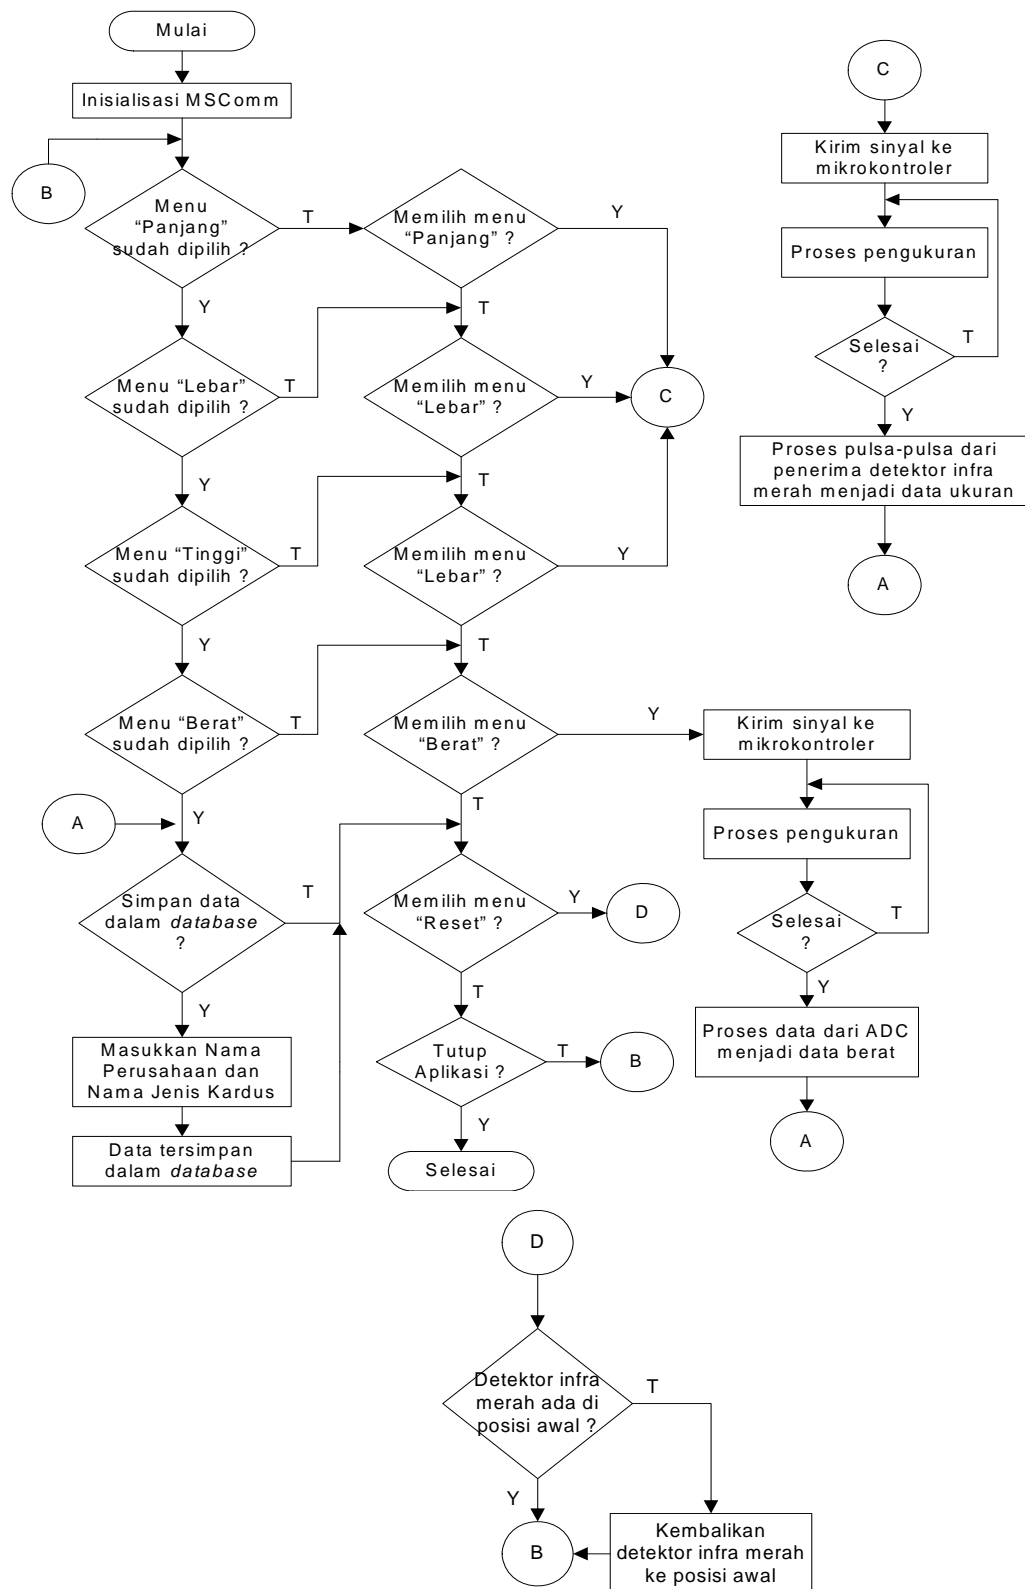 Mulai
Inisialisasi MSComm
B
Menu
“Panjang”
sudah dipilih ?
T
Y
Memilih menu
“Panjang” ?
Y
T
Menu “Lebar”
sudah dipilih ?
T
Y
Memilih menu
“Lebar” ?
Y
T
C
Menu “Tinggi”
sudah dipilih ?
T
Y
Memilih menu
“Lebar” ?
Y
T
Menu “Berat”
sudah dipilih ?
T
Y
Memilih menu
“Berat” ?
Y
T
A
Simpan data
dalam database
?
T
Y
Masukkan Nama
Perusahaan dan
Nama Jenis Kardus
Data tersimpan
dalam database
Memilih menu
“Reset” ?
Y
T
D
Tutup
Aplikasi ?
T
Y
B
Selesai
C
Kirim sinyal ke
mikrokontroler
Proses pengukuran
Selesai
?
T
Y
Proses pulsa-pulsa dari
penerima detektor infra
merah menjadi data ukuran
A
Kirim sinyal ke
mikrokontroler
Proses pengukuran
Selesai
?
T
Y
Proses data dari ADC
menjadi data berat
A
D
Detektor infra
merah ada di
posisi awal ?
T
Y
B
Kembalikan
detektor infra merah
ke posisi awal